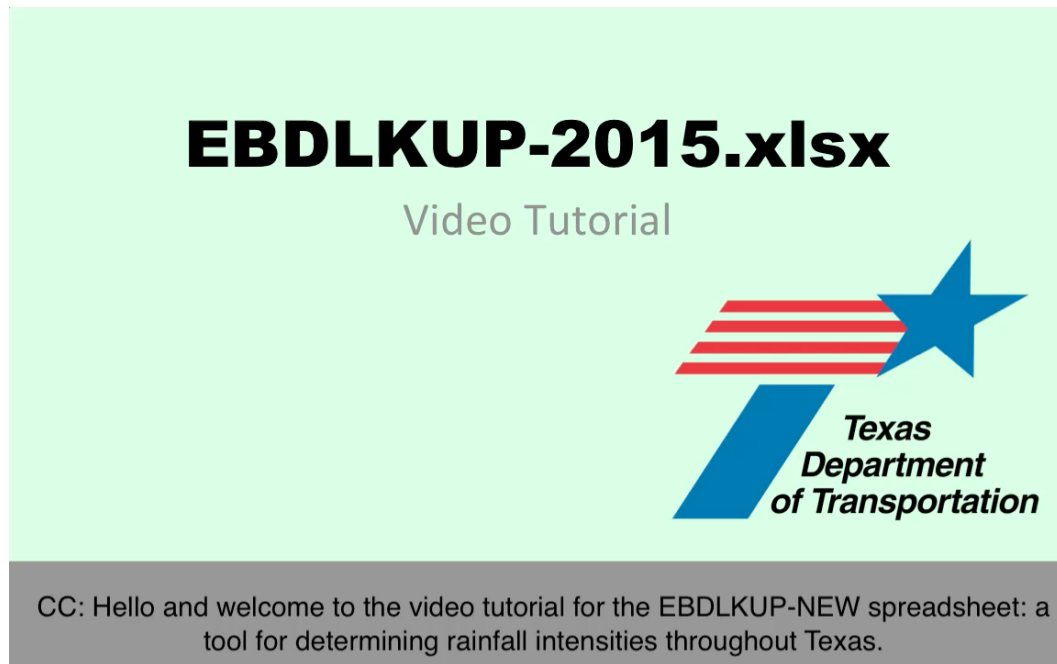 EBDLKUP-2015.xlsx
Video Tutorial
Texas
Department
of Transportation
CC: Hello and welcome to the video tutorial for the EBDLKUP-NEW spreadsheet: a
tool for determining rainfall intensities throughout Texas.